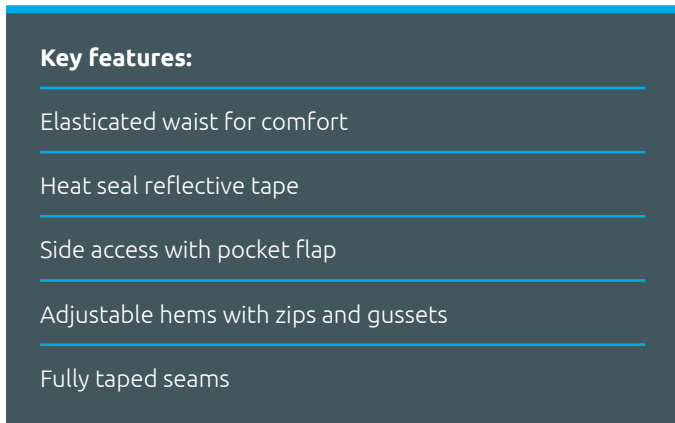 Key features:
Elasticated waist for comfort
Heat seal reflective tape
Side access with pocket flap
Adjustable hems with zips and gussets
Fully taped seams